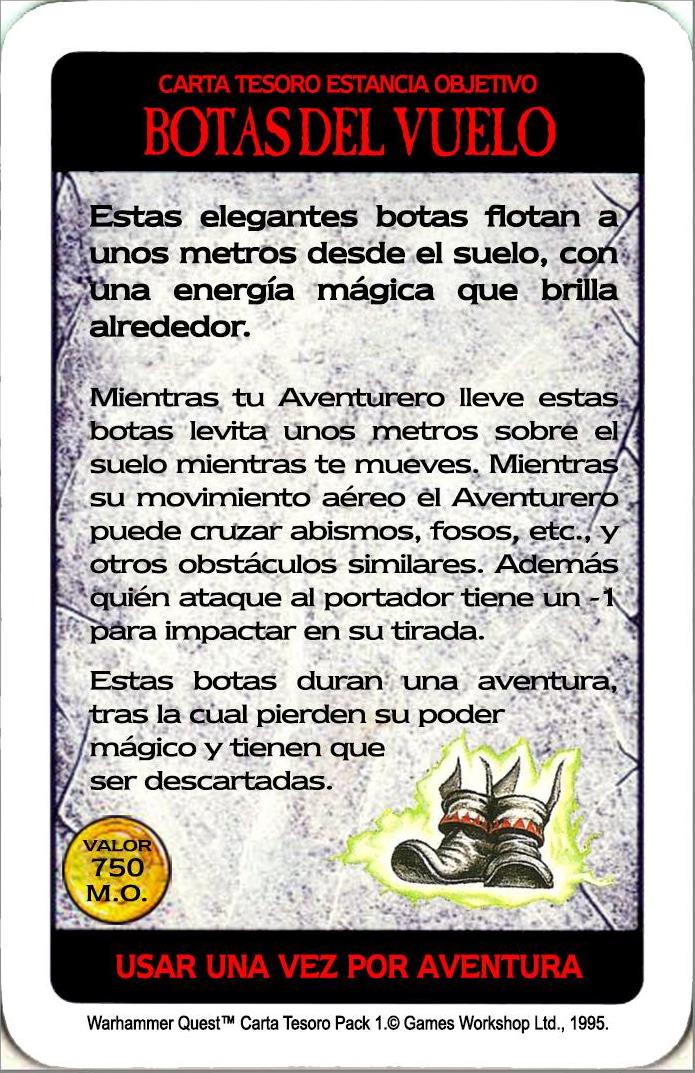 CARTA TESORO ESTANCIA OBJETIVO
BOTAS DEL VUELO
Estas elegantes botas flotan a
unos metros desde el suelo, con
una energía mágica que brilla
alrededor.
Mientras tu Aventurero lleve estas
botas levita unos metros sobre el
suelo mientras te mueves. Mientras
su movimiento aéreo el Aventurero
puede cruzar abismos, fosos, etc., y
otros obstáculos similares. Además
quién ataque al portador tiene un -1
para impactar en su tirada.
Estas botas duran una aventura,
tras la cual pierden su poder
mágico y tienen que
ser descartadas.
VALOR
750
M.O.
USAR UNA VEZ POR AVENTURA
Warhammer Quest™ Carta Tesoro Pack 1.© Games Workshop Ltd., 1995.